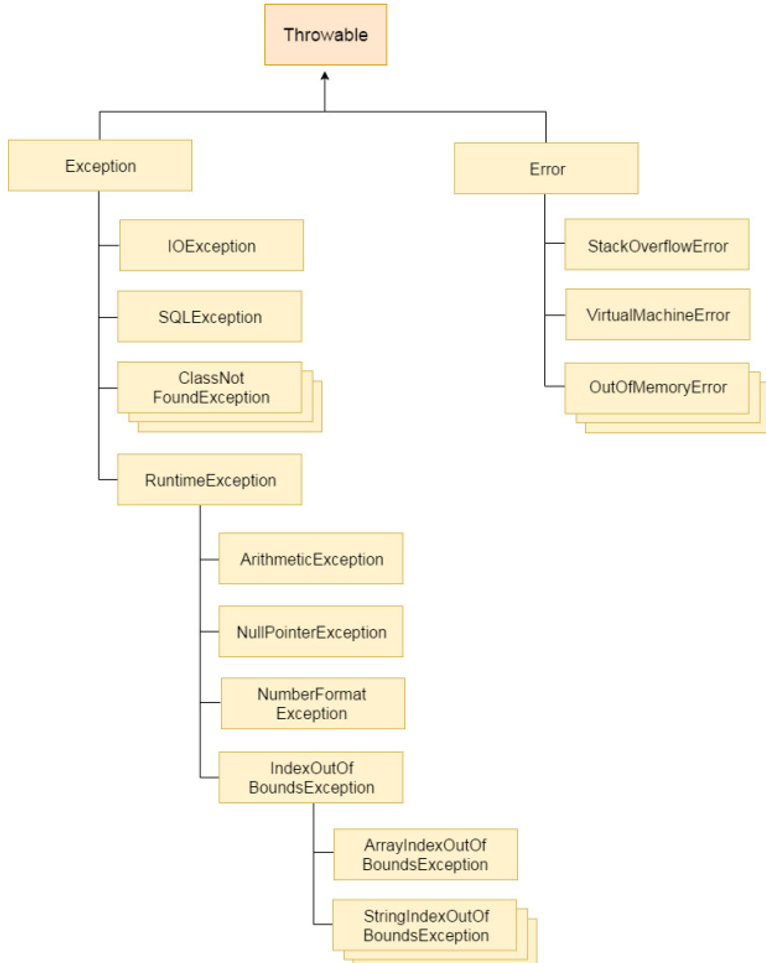 Throwable
Exception
Error
IOException
StackOverflowError
SQLException
VirtualMachineError
ClassNot
FoundException
OutOfMemoryError
RuntimeException
ArithmeticException
NullPointerException
NumberFormat
Exception
IndexOutOf
BoundsException
ArrayIndexOutOf
BoundsException
StringIndexOutOf
BoundsException